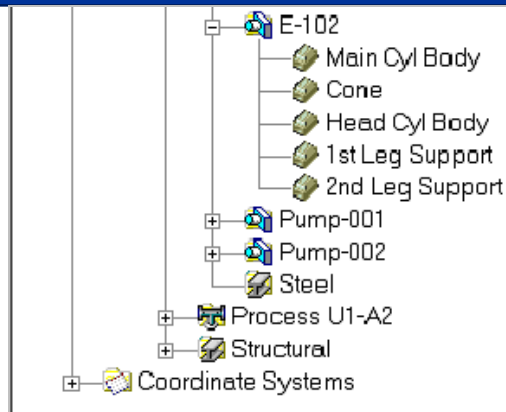 E-102
Main Cyl Body
Cone
Head Cyl Body
1st Leg Support
2nd Leg Support
Pump-001
Pump-002
Steel
Process U1-A2
Structural
Coordinate Systems